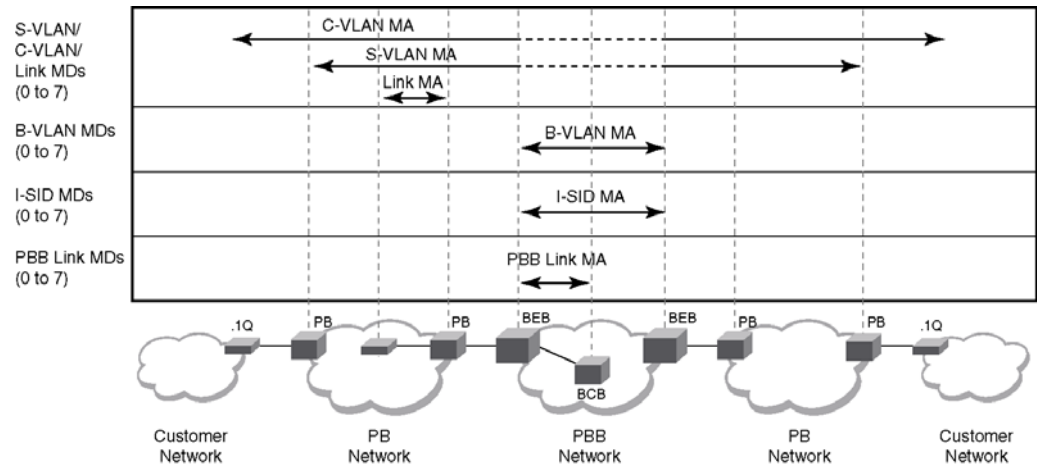 S-VLAN/
C-VLAN/
Link MDs
(0 to 7)
C-VLAN MA
S-VLAN MA
Link MA
B-VLAN MDs
(0 to 7)
B-VLAN MA
I-SID MDs
(0 to 7)
I-SID MA
PBB Link MDs
(0 to 7)
PBB Link MA
.1Q
PB
PB
BEB
BEB
PB
PB
.1Q
BCB
Customer
Network
PB
Network
PBB
Network
PB
Network
Customer
Network